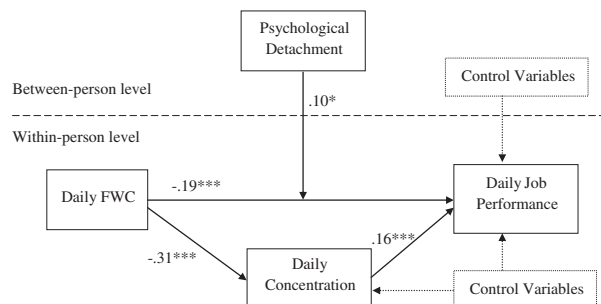 Psychological
Detachment
Control Variables
Between-person level
.10*
Within-person level
-.19***
Daily FWC
Daily Job
Performance
-.31***
.16***
Daily
Concentration
Control Variables